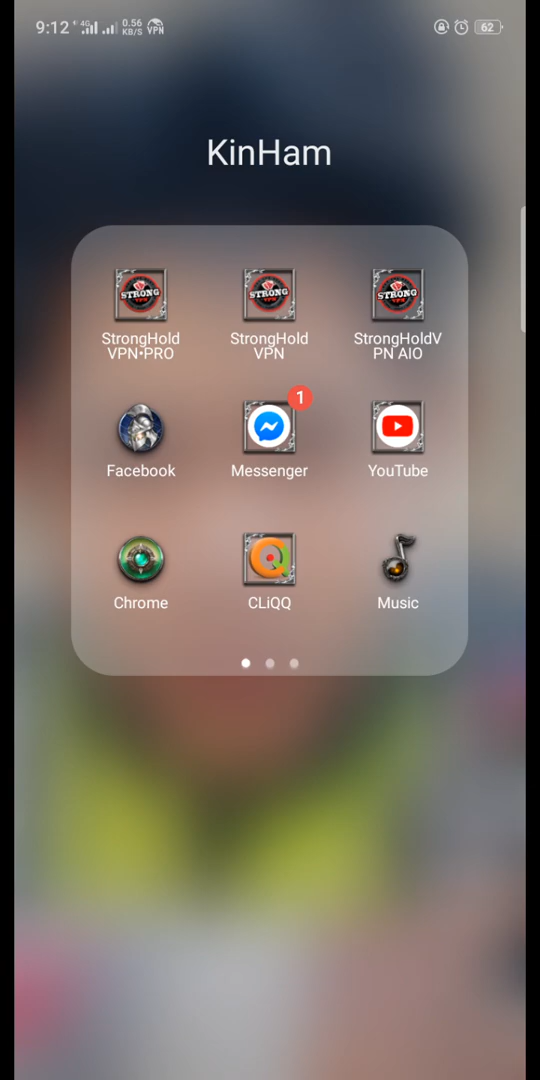 9:12 4G 0.56 KB/S VPN 62
KinHam
STRONG VPN STRONG VPN STRONG VPN
StrongHold VPN•PRO
StrongHold VPN
StrongHoldV PN AIO
1
Facebook Messenger YouTube
Chrome CLiQQ Music